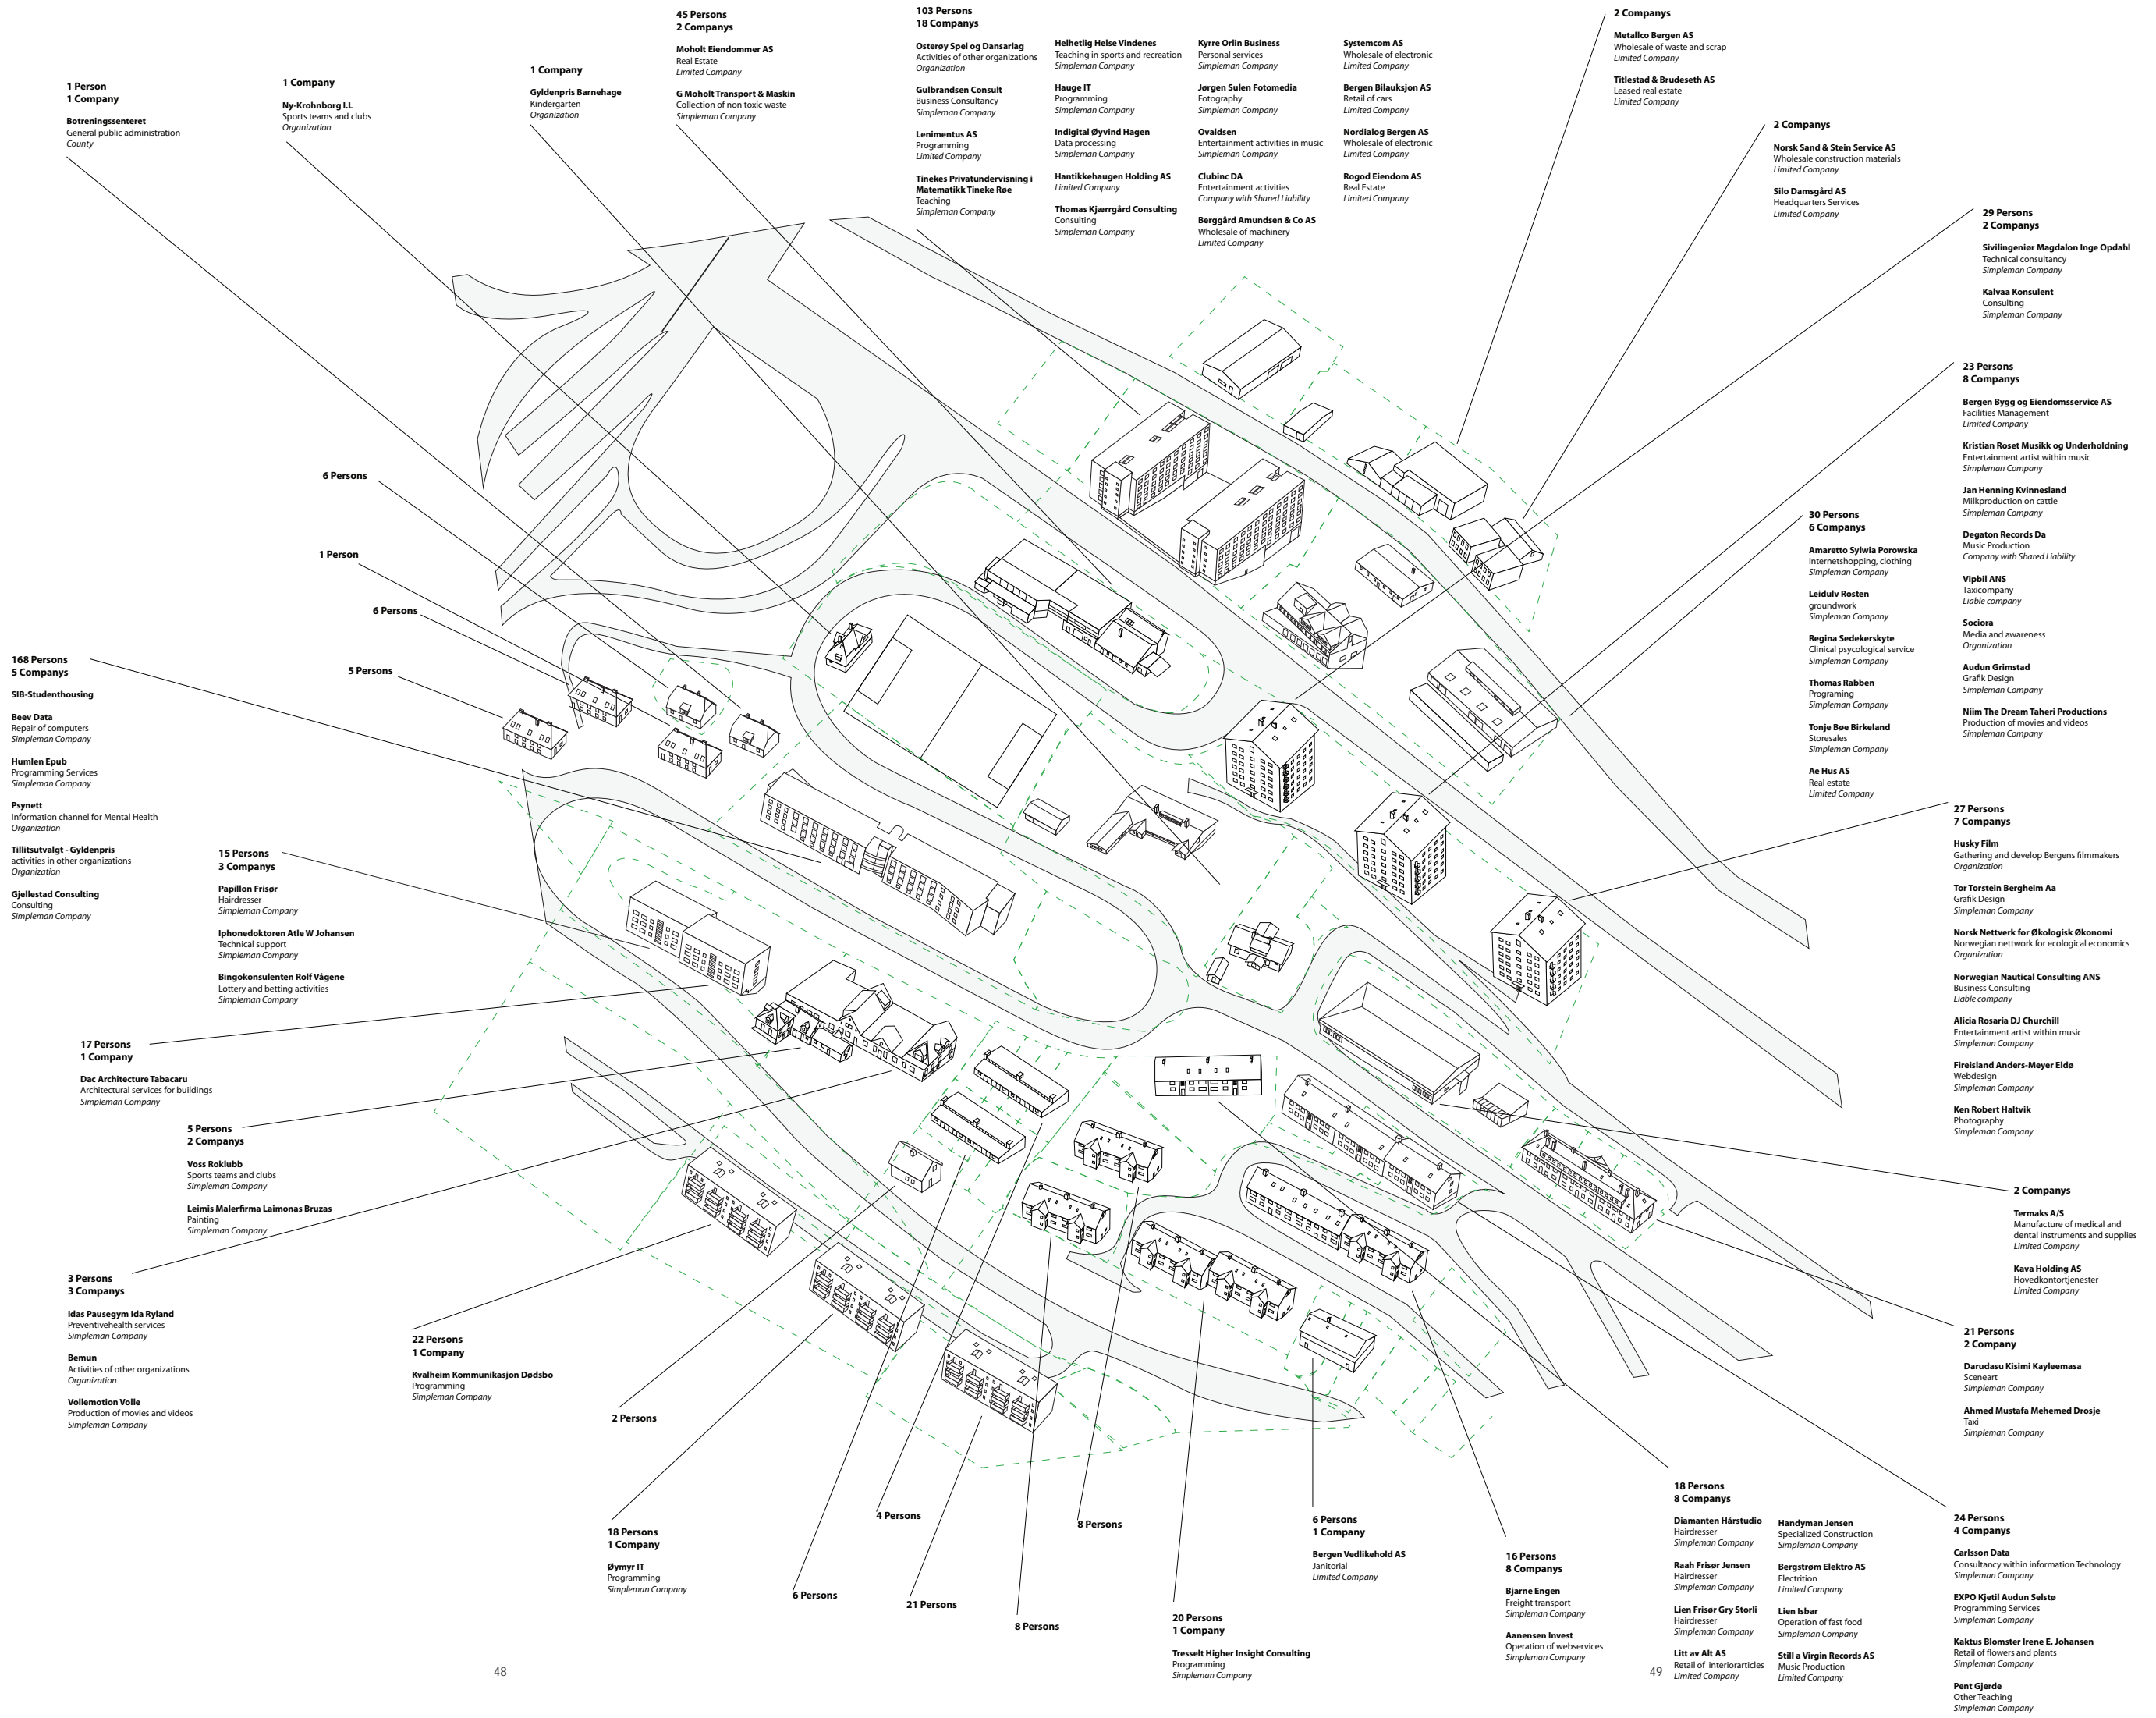 1 Person
1 Company
Botreningssenteret
General public administration
County
1 Company
Ny-Krohnborg I.L
Sports teams and clubs
Organization
1 Company
Gyldenpris Barnehage
Kindergarten
Organization
45 Persons
2 Companys
Moholt Eiendommer AS
Real Estate
Limited Company
G Moholt Transport & Maskin
Collection of non toxic waste
Simpleman Company
103 Persons
18 Companys
Osterøy Spel og Dansarlag
Activities of other organizations
Organization
Gulbrandsen Consult
Business Consultancy
Simpleman Company
Lenimentus AS
Programming
Limited Company
Tinekes Privatundervisning i
Matematikk Tineke Røe
Teaching
Simpleman Company
Helhetlig Helse Vindenes
Teaching in sports and recreation
Simpleman Company
Hauge IT
Programming
Simpleman Company
Indigital Øyvind Hagen
Data processing
Simpleman Company
Hantikkehaugen Holding AS
Limited Company
Thomas Kjærrgård Consulting
Consulting
Simpleman Company
Kyrre Orlin Business
Personal services
Simpleman Company
Jørgen Sulen Fotomedia
Fotography
Simpleman Company
Ovaldsen
Entertainment activities in music
Simpleman Company
Clubinc DA
Entertainment activities
Company with Shared Liability
Berggård Amundsen & Co AS
Wholesale of machinery
Limited Company
Systemcom AS
Wholesale of electronic
Limited Company
Bergen Bilauksjon AS
Retail of cars
Limited Company
Nordialog Bergen AS
Wholesale of electronic
Limited Company
Rogod Eiendom AS
Real Estate
Limited Company
2 Companys
Metallco Bergen AS
Wholesale of waste and scrap
Limited Company
Titlestad & Brudeseth AS
Leased real estate
Limited Company
2 Companys
Norsk Sand & Stein Service AS
Wholesale construction materials
Limited Company
Silo Damsgård AS
Headquarters Services
Limited Company
29 Persons
2 Companys
Sivilingeniør Magdalon Inge Opdahl
Technical consultancy
Simpleman Company
Kalvaa Konsulent
Consulting
Simpleman Company
23 Persons
8 Companys
Bergen Bygg og Eiendomsservice AS
Facilities Management
Limited Company
Kristian Roset Musikk og Underholdning
Entertainment artist within music
Simpleman Company
Jan Henning Kvinnesland
Milkproduction on cattle
Simpleman Company
Degaton Records Da
Music Production
Company with Shared Liability
Vipbil ANS
Taxicompany
Liable company
Sociora
Media and awareness
Organization
Audun Grimstad
Grafik Design
Simpleman Company
Niim The Dream Taheri Productions
Production of movies and videos
Simpleman Company
30 Persons
6 Companys
Amaretto Sylwia Porowska
Internetshopping, clothing
Simpleman Company
Leidulv Rosten
groundwork
Simpleman Company
Regina Sedekerskyte
Clinical psycological service
Simpleman Company
Thomas Rabben
Programing
Simpleman Company
Tonje Bøe Birkeland
Storesales
Simpleman Company
Ae Hus AS
Real estate
Limited Company
27 Persons
7 Companys
Husky Film
Gathering and develop Bergens filmmakers
Organization
Tor Torstein Bergheim Aa
Grafik Design
Simpleman Company
Norsk Nettverk for Økologisk Økonomi
Norwegian nettwork for ecological economics
Organization
Norwegian Nautical Consulting ANS
Business Consulting
Liable company
Alicia Rosaria DJ Churchill
Entertainment artist within music
Simpleman Company
Fireisland Anders-Meyer Eldø
Webdesign
Simpleman Company
Ken Robert Haltvik
Photography
Simpleman Company
6 Persons
1 Person
6 Persons
5 Persons
168 Persons
5 Companys
SIB-Studenthousing
Beev Data
Repair of computers
Simpleman Company
Humlen Epub
Programming Services
Simpleman Company
Psynett
Information channel for Mental Health
Organization
Tillitsutvalgt - Gyldenpris
activities in other organizations
Organization
Gjellestad Consulting
Consulting
Simpleman Company
15 Persons
3 Companys
Papillon Frisør
Hairdresser
Simpleman Company
Iphonedoktoren Atle W Johansen
Technical support
Simpleman Company
Bingokonsulenten Rolf Vågene
Lottery and betting activities
Simpleman Company
17 Persons
1 Company
Dac Architecture Tabacaru
Architectural services for buildings
Simpleman Company
5 Persons
2 Companys
Voss Roklubb
Sports teams and clubs
Simpleman Company
Leimis Malerfirma Laimonas Bruzas
Painting
Simpleman Company
3 Persons
3 Companys
Idas Pausegym Ida Ryland
Preventivehealth services
Simpleman Company
Bemun
Activities of other organizations
Organization
Vollemotion Volle
Production of movies and videos
Simpleman Company
22 Persons
1 Company
Kvalheim Kommunikasjon Dødsbo
Programming
Simpleman Company
2 Persons
18 Persons
1 Company
Øymyr IT
Programming
Simpleman Company
6 Persons
4 Persons
21 Persons
8 Persons
8 Persons
20 Persons
1 Company
Tresselt Higher Insight Consulting
Programming
Simpleman Company
6 Persons
1 Company
Bergen Vedlikehold AS
Janitorial
Limited Company
16 Persons
8 Companys
Bjarne Engen
Freight transport
Simpleman Company
Aanensen Invest
Operation of webservices
Simpleman Company
18 Persons
8 Companys
Diamanten Hårstudio
Hairdresser
Simpleman Company
Raah Frisør Jensen
Hairdresser
Simpleman Company
Lien Frisør Gry Storli
Hairdresser
Simpleman Company
Litt av Alt AS
Retail of interiorarticles
Limited Company
Handyman Jensen
Specialized Construction
Simpleman Company
Bergstrøm Elektro AS
Electrition
Limited Company
Lien Isbar
Operation of fast food
Simpleman Company
Still a Virgin Records AS
Music Production
Limited Company
2 Companys
Termaks A/S
Manufacture of medical and
dental instruments and supplies
Limited Company
Kava Holding AS
Hovedkontortjenester
Limited Company
21 Persons
2 Company
Darudasu Kisimi Kayleemasa
Sceneart
Simpleman Company
Ahmed Mustafa Mehemed Drosje
Taxi
Simpleman Company
24 Persons
4 Companys
Carlsson Data
Consultancy within information Technology
Simpleman Company
EXPO Kjetil Audun Selstø
Programming Services
Simpleman Company
Kaktus Blomster Irene E. Johansen
Retail of flowers and plants
Simpleman Company
Pent Gjerde
Other Teaching
Simpleman Company
48
49